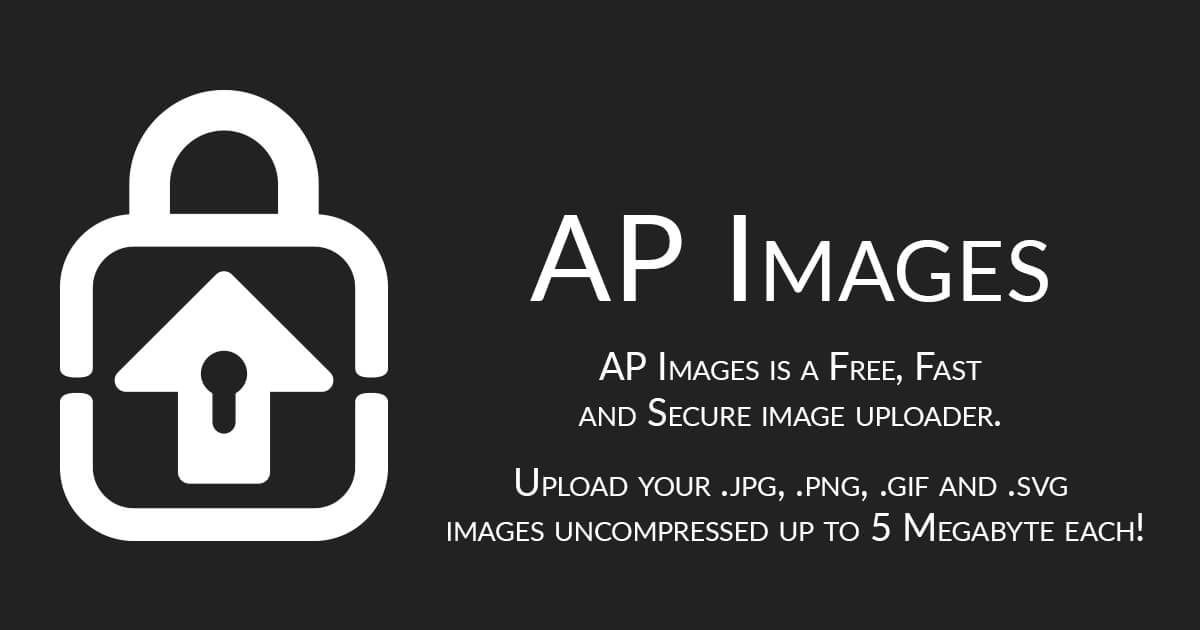 AP Images
AP Images is a Free, Fast
and Secure image uploader.
Upload your .jpg, .png, .gif and .svg
images uncompressed up to 5 Megabyte each!